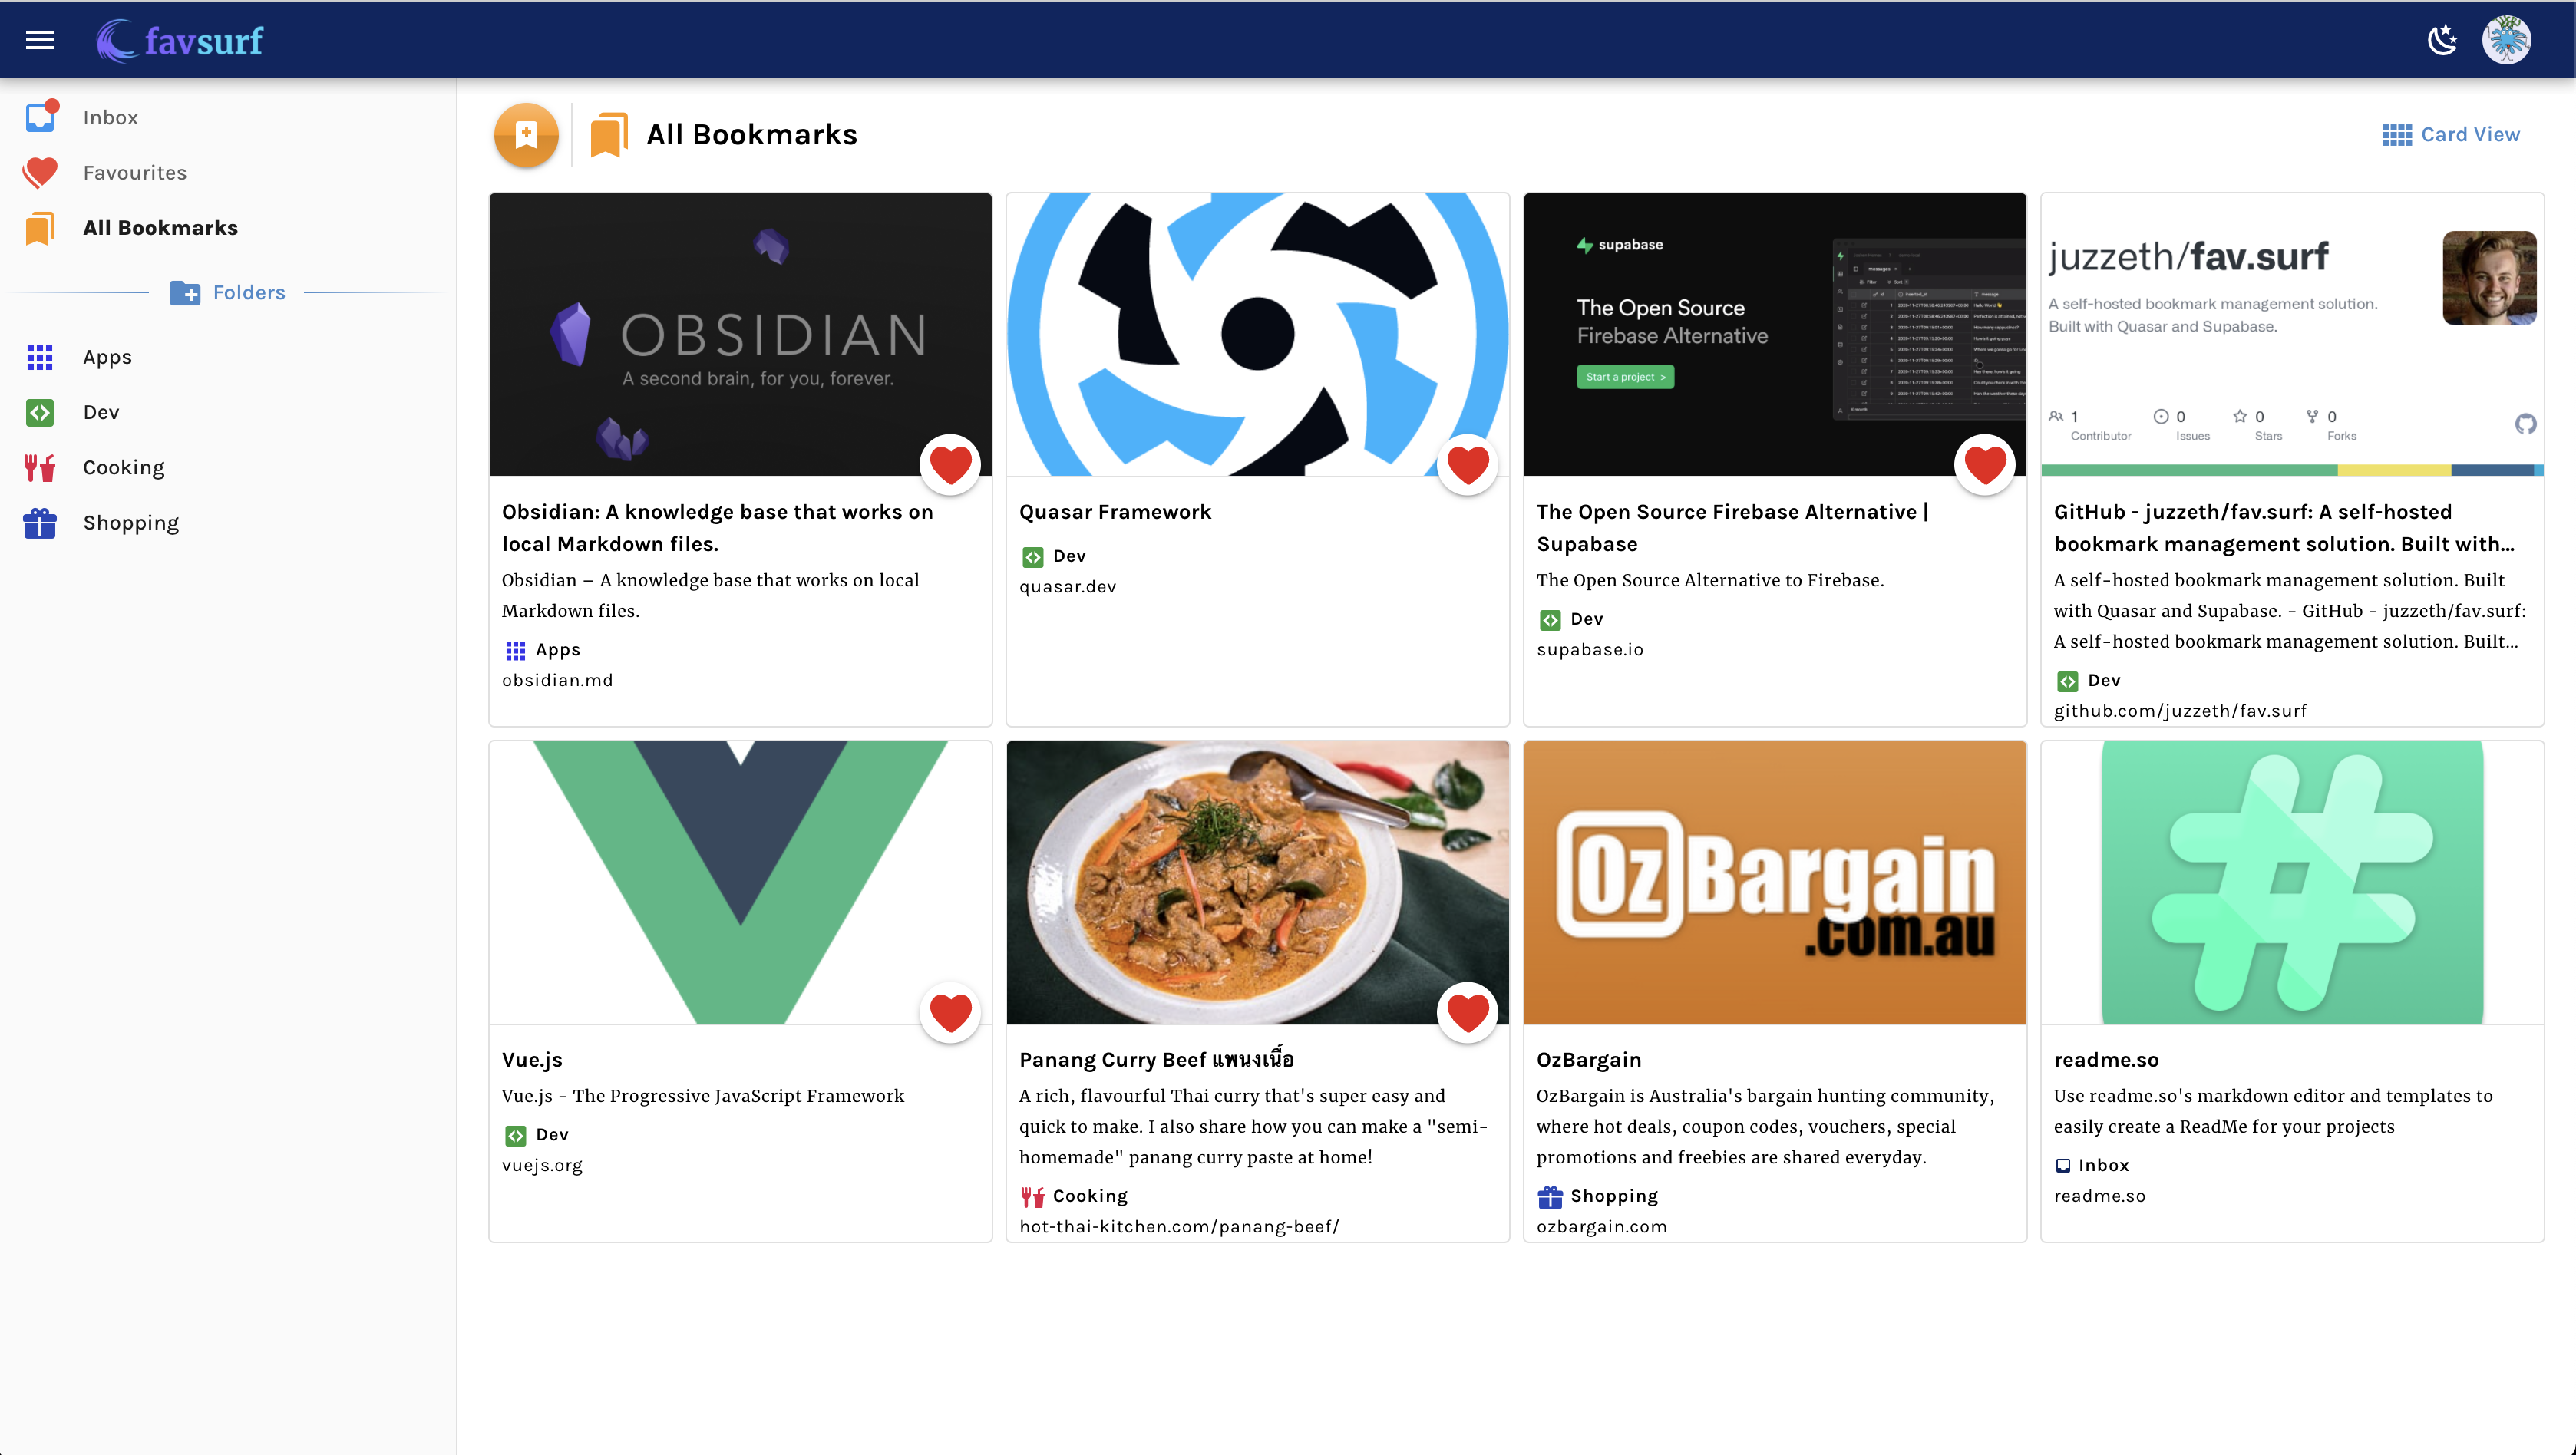 favsurf
Inbox
Favourites
All Bookmarks
Folders
Apps
Dev
Cooking
Shopping
All Bookmarks
Card View
OBSIDIAN
A second brain, for you, forever.
Obsidian: A knowledge base that works on
local Markdown files.
Obsidian – A knowledge base that works on local
Markdown files.
Apps
obsidian.md
Quasar Framework
Dev
quasar.dev
supabase
The Open Source
Firebase Alternative
Start a project >
messages
The Open Source Firebase Alternative |
Supabase
The Open Source Alternative to Firebase.
Dev
supabase.io
juzzeth/fav.surf
A self-hosted bookmark management solution.
Built with Quasar and Supabase.
1
Contributor
0
Issues
0
Stars
0
Forks
GitHub - juzzeth/fav.surf: A self-hosted
bookmark management solution. Built with...
A self-hosted bookmark management solution. Built
with Quasar and Supabase. - GitHub - juzzeth/fav.surf:
A self-hosted bookmark management solution. Built...
Dev
github.com/juzzeth/fav.surf
Vue.js
Vue.js - The Progressive JavaScript Framework
Dev
vuejs.org
Panang Curry Beef แพนงเนื้อ
A rich, flavourful Thai curry that's super easy and
quick to make. I also share how you can make a "semi-
homemade" panang curry paste at home!
Cooking
hot-thai-kitchen.com/panang-beef/
OzBargain
.com.au
OzBargain
OzBargain is Australia's bargain hunting community,
where hot deals, coupon codes, vouchers, special
promotions and freebies are shared everyday.
Shopping
ozbargain.com
readme.so
Use readme.so's markdown editor and templates to
easily create a ReadMe for your projects
Inbox
readme.so